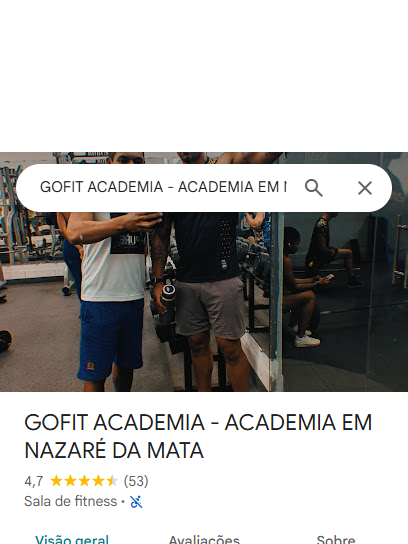 GOFIT ACADEMIA - ACADEMIA EM
GOFIT ACADEMIA - ACADEMIA EM
NAZARÉ DA MATA
4,7 (53)
Sala de fitness ·
Visão geral
Avaliações
Sobre